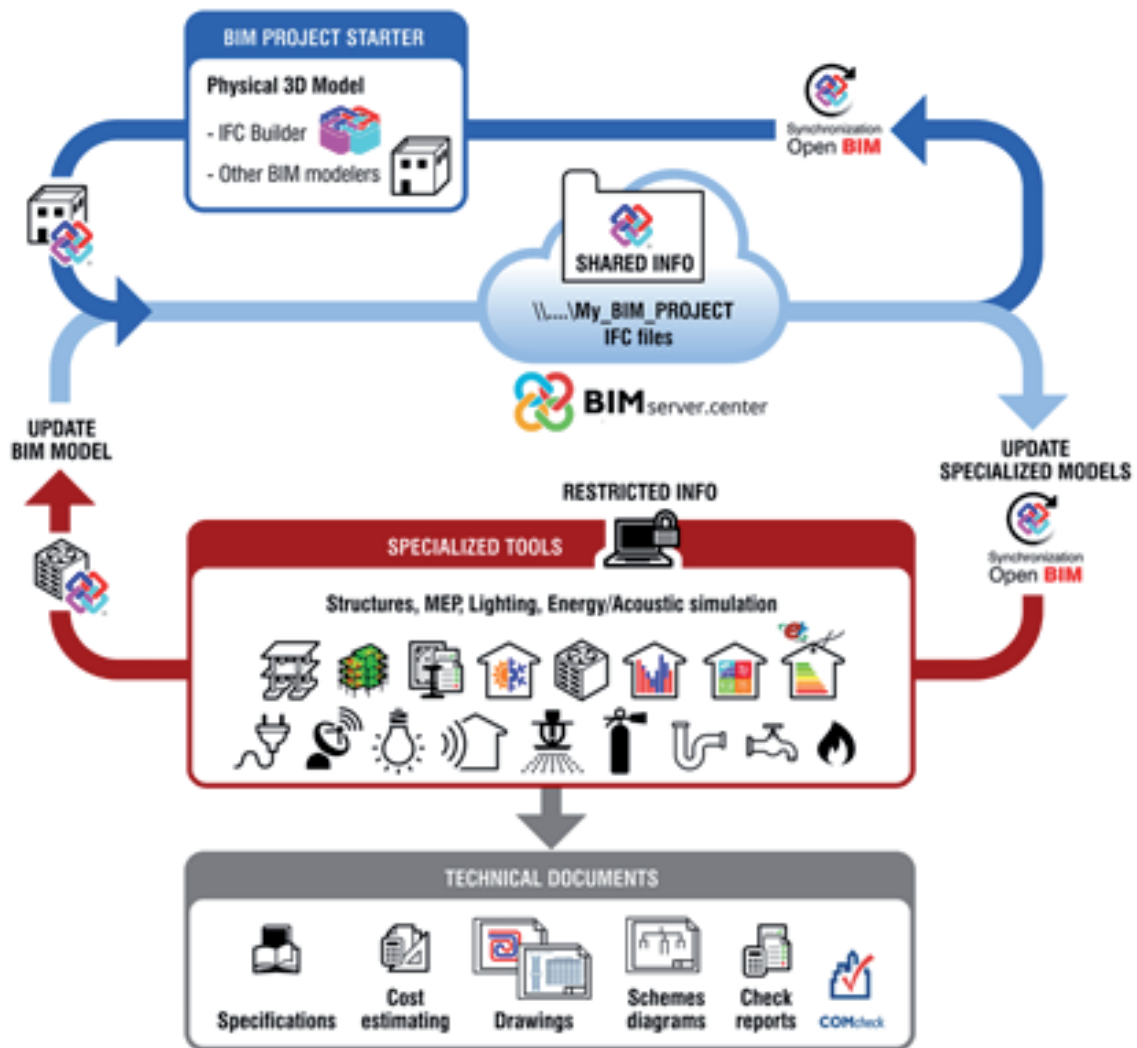 BIM PROJECT STARTER
Physical 3D Model
- IFC Builder
- Other BIM modelers
Synchronization
Open BIM
SHARED INFO
\\....\My_BIM_PROJECT
IFC files
BIMserver.center
UPDATE
BIM MODEL
UPDATE
SPECIALIZED MODELS
Synchronization
Open BIM
RESTRICTED INFO
SPECIALIZED TOOLS
Structures, MEP, Lighting, Energy/Acoustic simulation
TECHNICAL DOCUMENTS
Specifications
Cost
estimating
Drawings
Schemes
diagrams
Check
reports
COMcheck